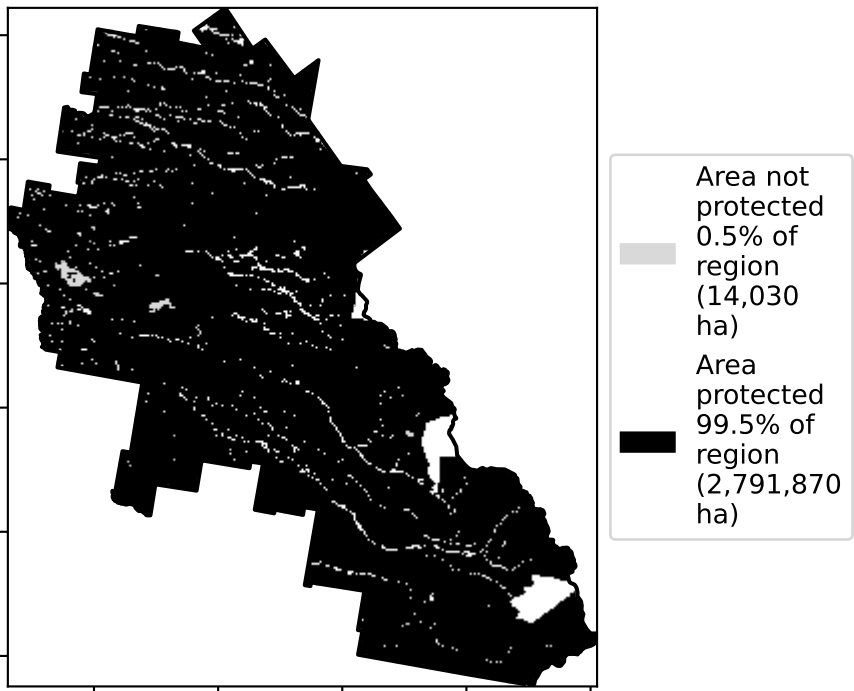 Area not
protected
0.5% of
region
(14,030
ha)
Area
protected
99.5% of
region
(2,791,870
ha)